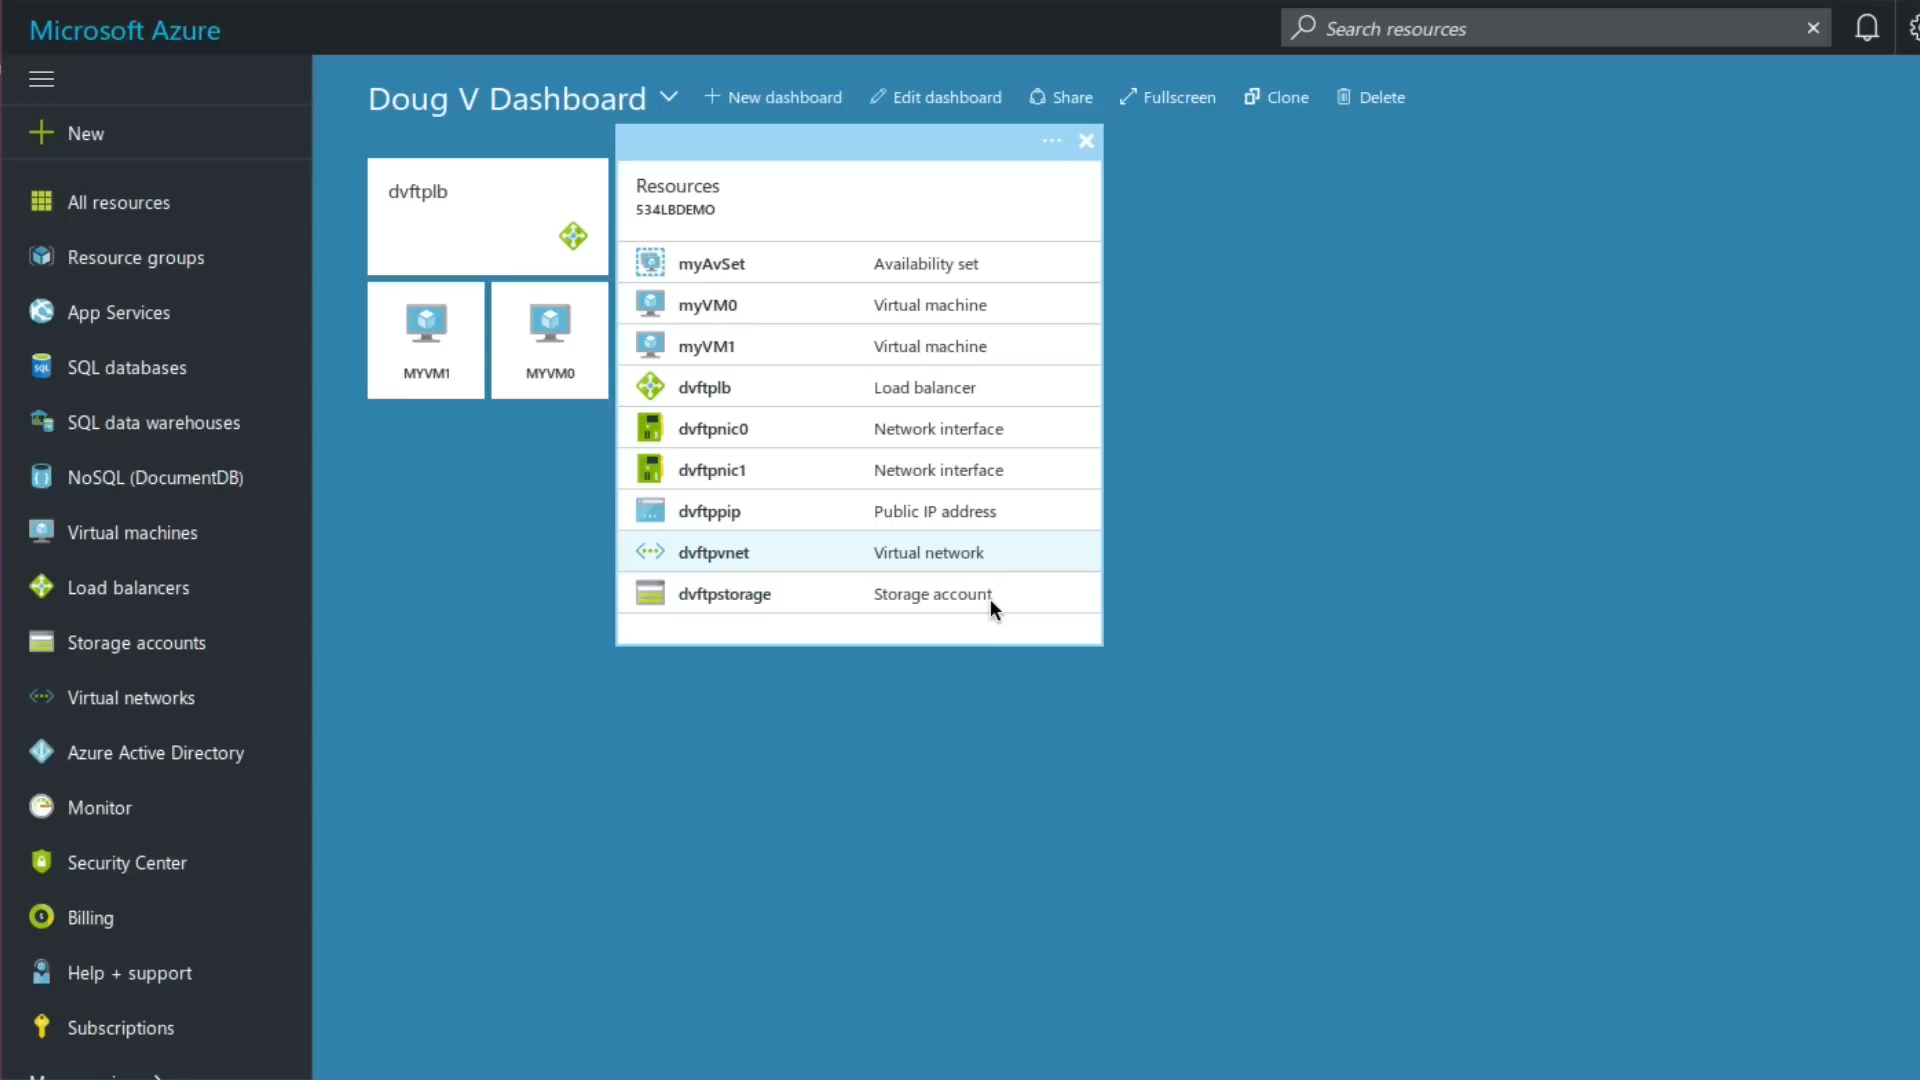 Microsoft Azure
Search resources
New
All resources
Resource groups
App Services
SQL databases
SQL data warehouses
NoSQL (DocumentDB)
Virtual machines
Load balancers
Storage accounts
Virtual networks
Azure Active Directory
Monitor
Security Center
Billing
Help + support
Subscriptions
Doug V Dashboard
New dashboard
Edit dashboard
Share
Fullscreen
Clone
Delete
dvftplb
MYVM1
MYVM0
Resources
534LBDEMO
myAvSet Availability set
myVM0 Virtual machine
myVM1 Virtual machine
dvftplb Load balancer
dvftpnic0 Network interface
dvftpnic1 Network interface
dvftppip Public IP address
dvftpvnet Virtual network
dvftpstorage Storage account